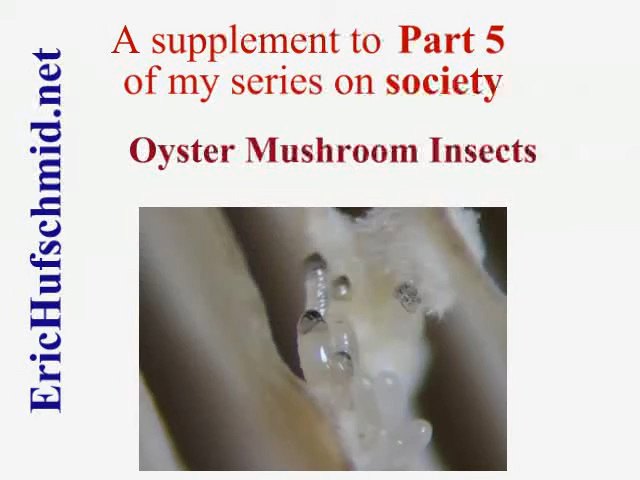 A supplement to Part 5
of my series on society
Oyster Mushroom Insects
EricHufschmid.net